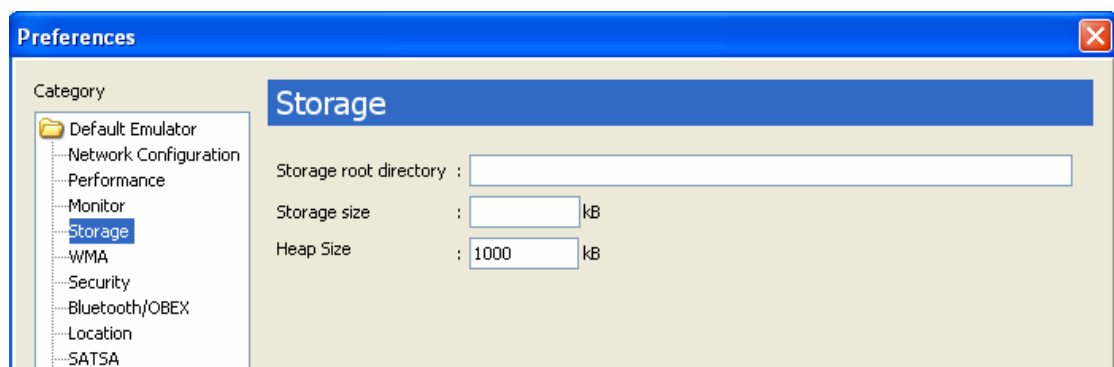 Preferences
Category
Default Emulator
Network Configuration
Performance
Monitor
Storage
WMA
Security
Bluetooth/OBEX
Location
SATSA
Storage
Storage root directory :
Storage size : kB
Heap Size : 1000 kB